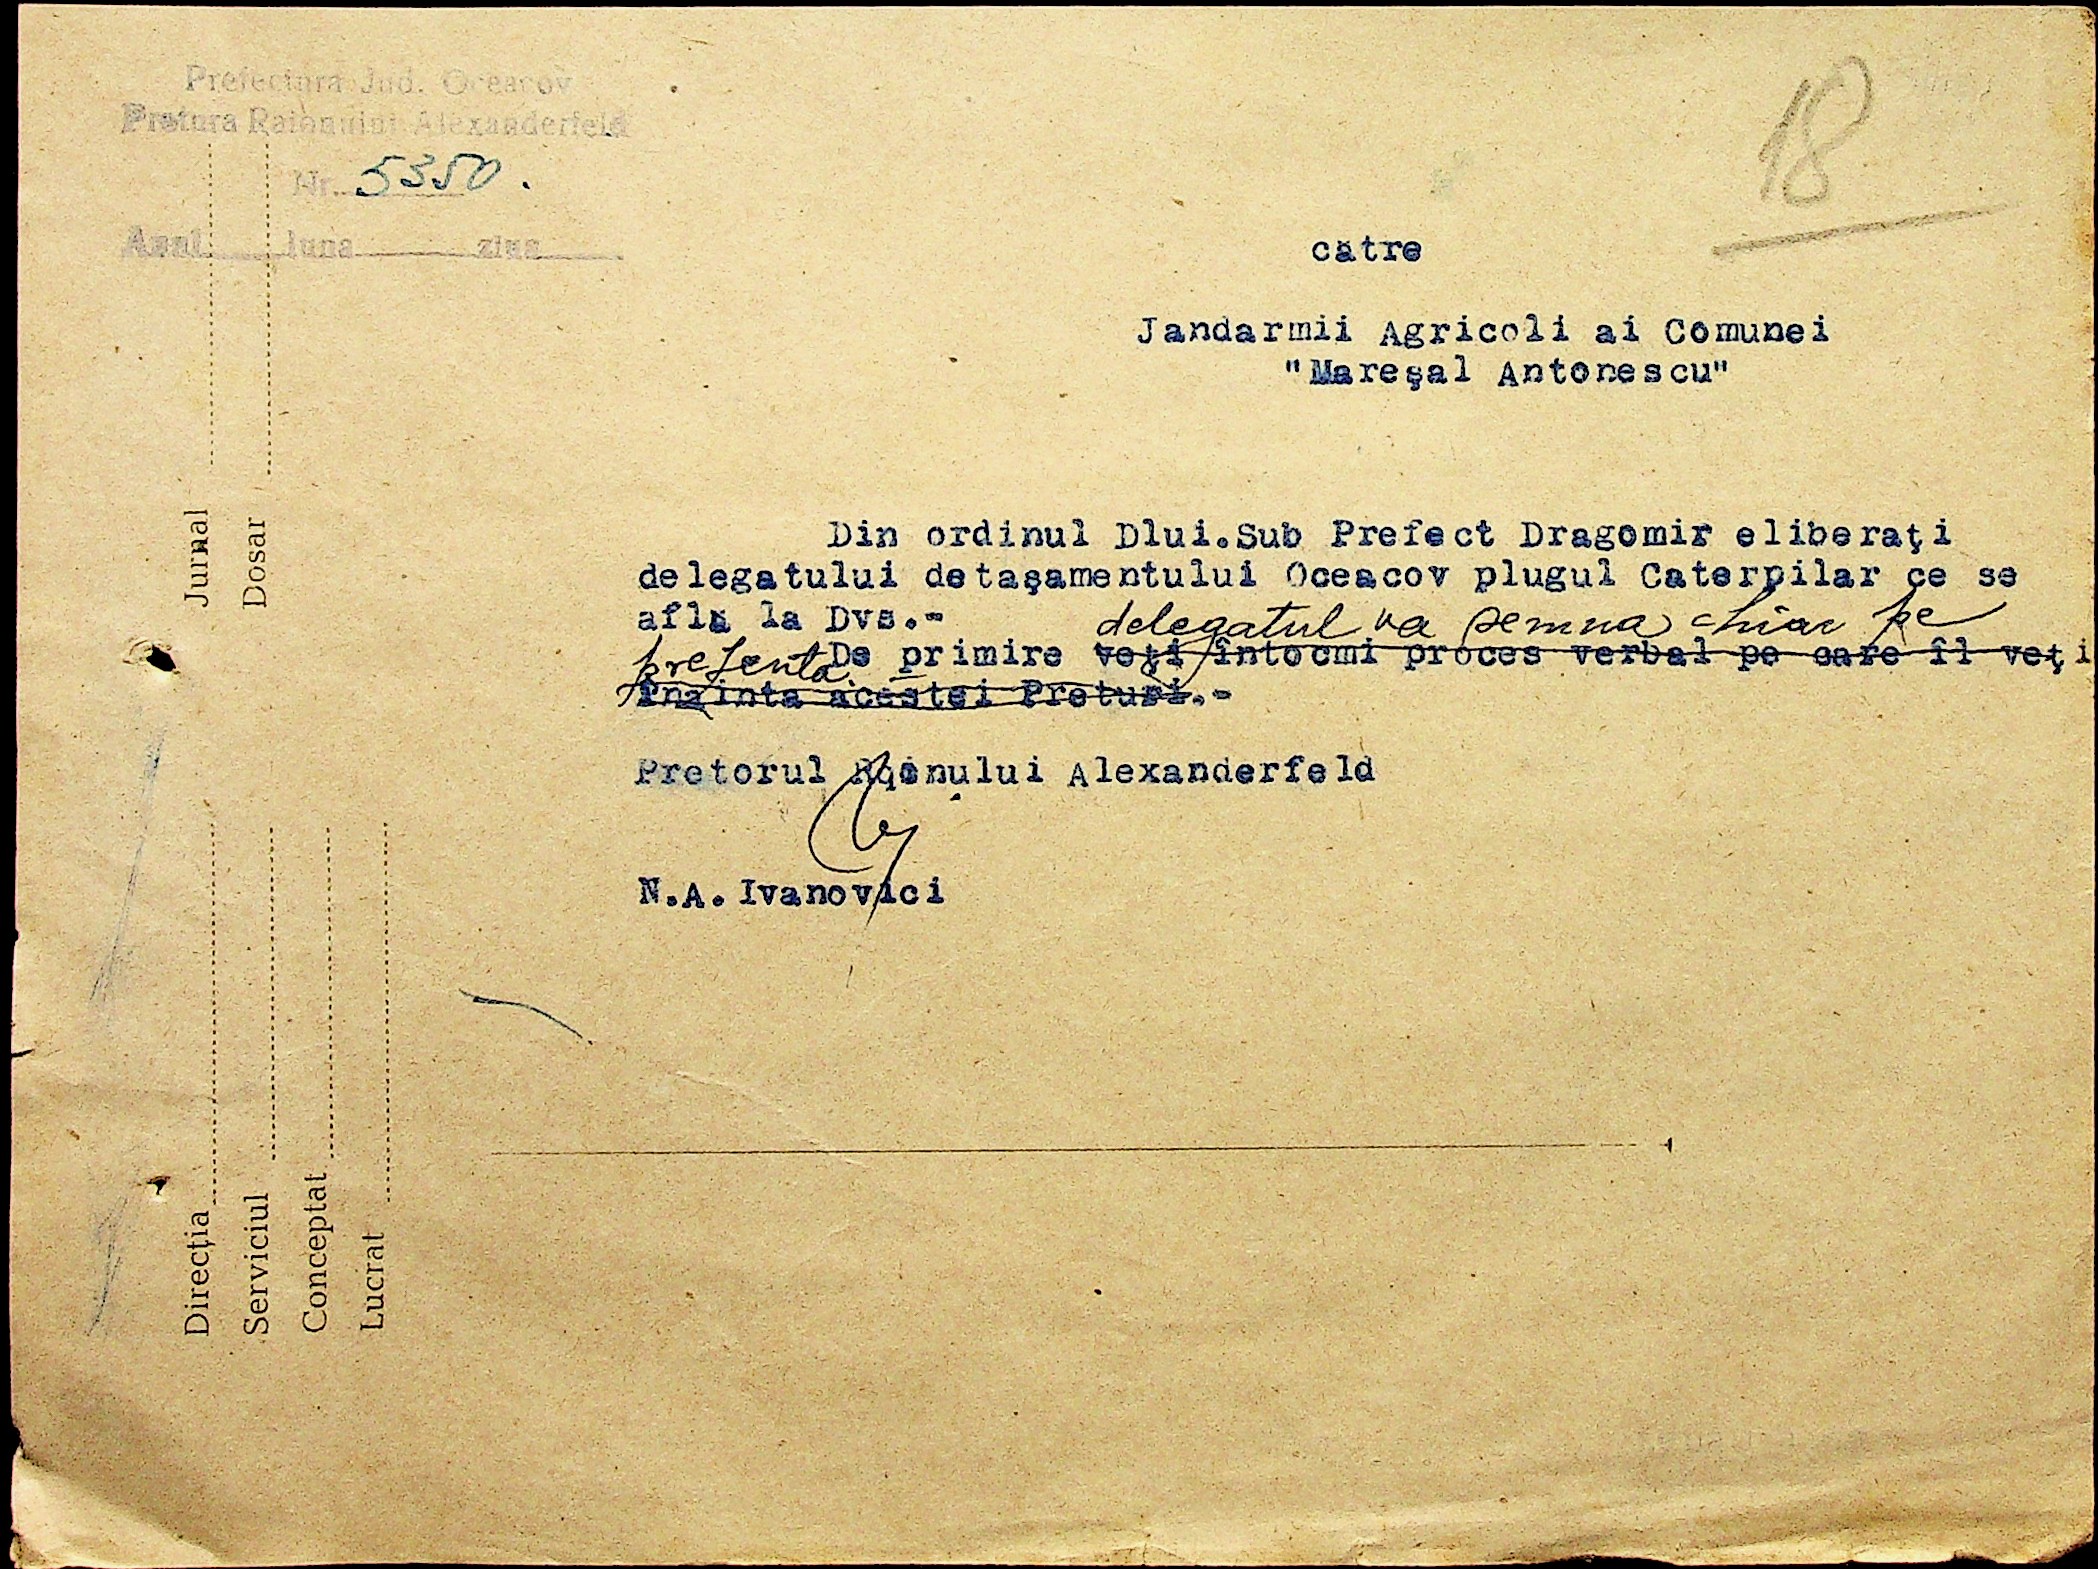 Prefectura Jud. Oceacov
Pretura Raionului Alexanderfeld
Nr. 5350.
Anul luna ziua
18
către
Jandarmii Agricoli ai Comunei
"Mareşal Antonescu"
Jurnal
Dosar
Din ordinul Dlui.Sub Prefect Dragomir eliberaţi
delegatului detaşamentului Oceacov plugul Caterpilar ce se
află la Dvs.-
delegatul va semna chiar pe
prezenta.
De primire veţi întocmi proces verbal pe care îl veţi
înainta acestei Preturi.-
Pretorul Raionului Alexanderfeld
N.A. Ivanovici
Direcţia
Serviciul
Conceptat
Lucrat